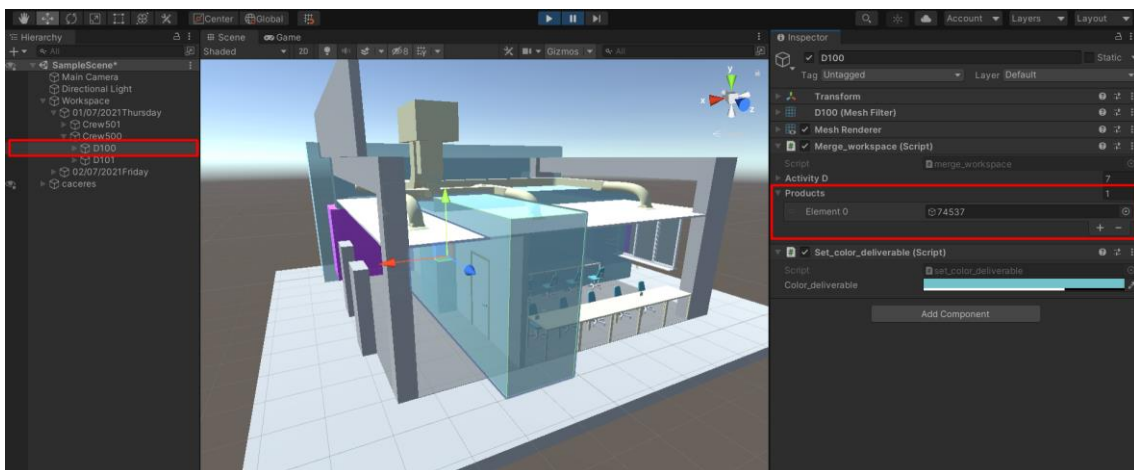 Center Global
Account Layers Layout
Hierarchy
All
SampleScene*
Main Camera
Directional Light
Workspace
01/07/2021Thursday
Crew501
Crew500
D100
D101
02/07/2021Friday
caceres
Scene Game
Shaded 2D Gizmos All
y
x
z
Inspector
D100 Static
Tag Untagged Layer Default
Transform
D100 (Mesh Filter)
Mesh Renderer
Merge_workspace (Script)
Script merge_workspace
Activity D 7
Products 1
Element 0 74537
+ -
Set_color_deliverable (Script)
Script set_color_deliverable
Color_deliverable
Add Component